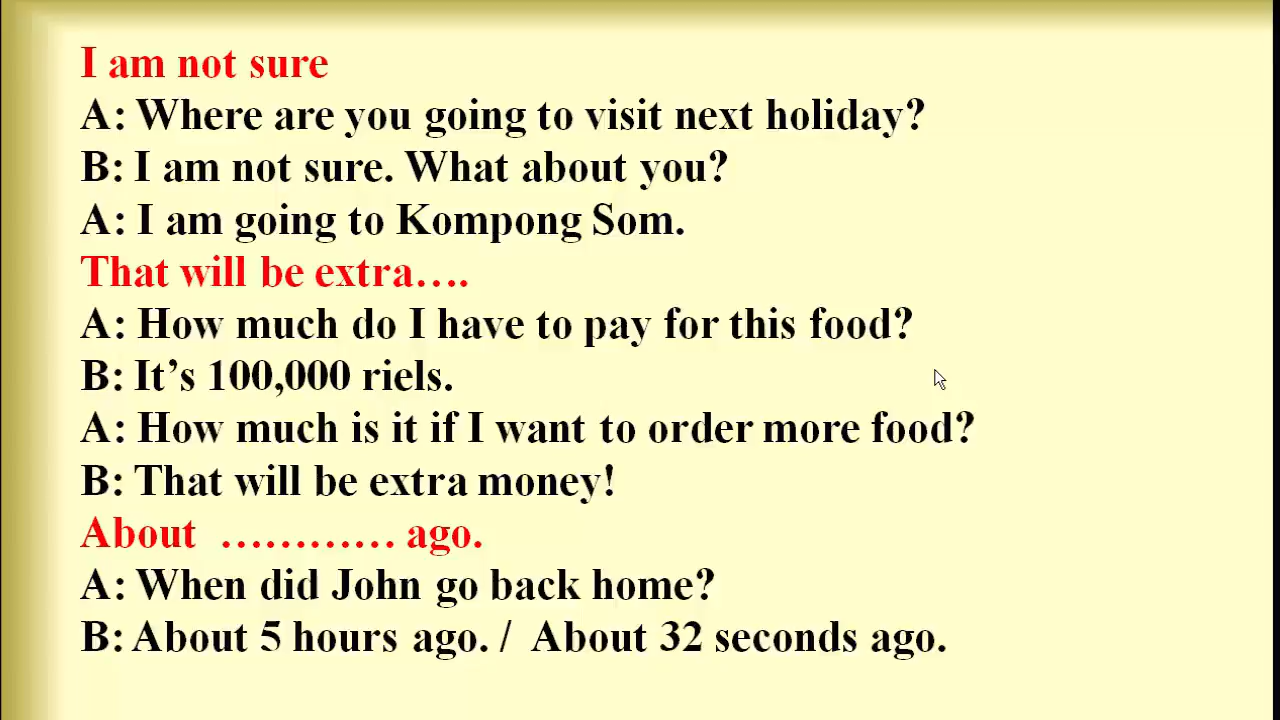 I am not sure
A: Where are you going to visit next holiday?
B: I am not sure. What about you?
A: I am going to Kompong Som.
That will be extra….
A: How much do I have to pay for this food?
B: It’s 100,000 riels.
A: How much is it if I want to order more food?
B: That will be extra money!
About ………… ago.
A: When did John go back home?
B: About 5 hours ago. / About 32 seconds ago.